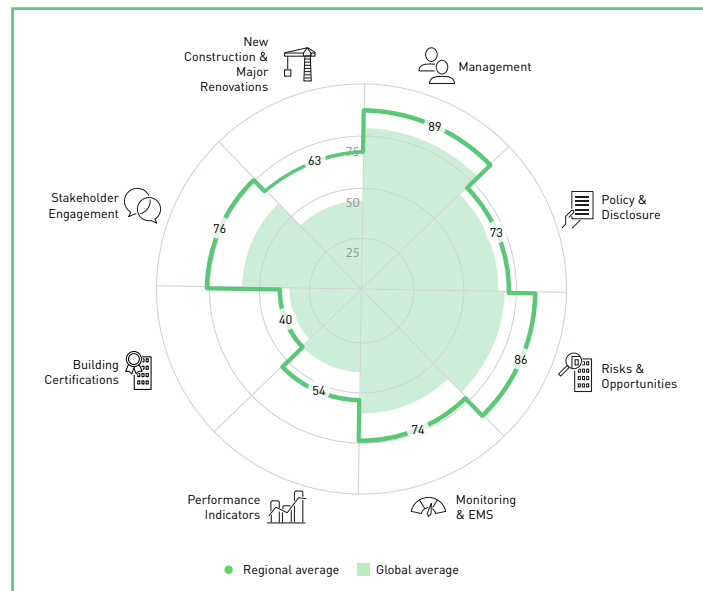 New
Construction &
Major
Renovations
Management
89
75
63
Stakeholder
Engagement
Policy &
Disclosure
50
76
73
25
40
86
Building
Certifications
Risks &
Opportunities
54
74
Performance
Indicators
Monitoring
& EMS
Regional average
Global average